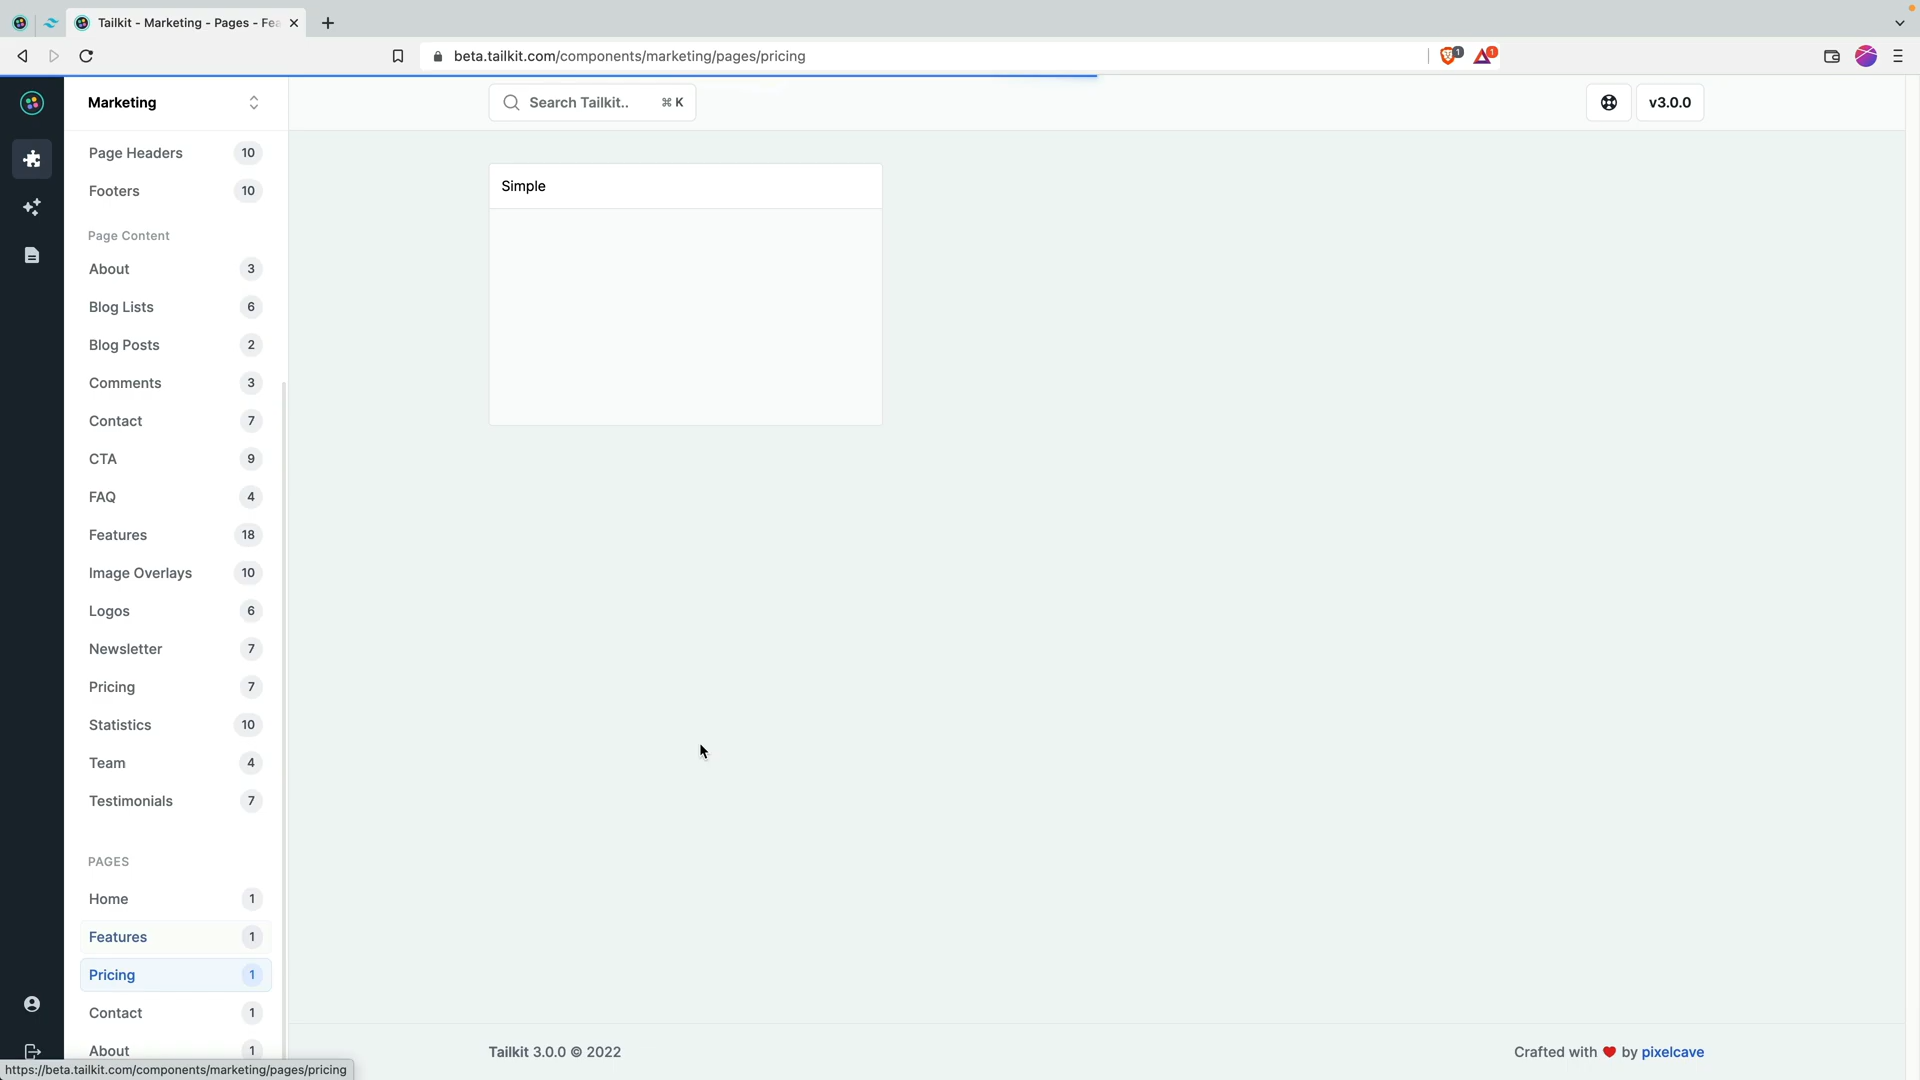 Tailkit - Marketing - Pages - Fea
beta.tailkit.com/components/marketing/pages/pricing
1
1
Marketing
Search Tailkit..
⌘ K
v3.0.0
Page Headers 10
Footers 10
Page Content
About 3
Blog Lists 6
Blog Posts 2
Comments 3
Contact 7
CTA 9
FAQ 4
Features 18
Image Overlays 10
Logos 6
Newsletter 7
Pricing 7
Statistics 10
Team 4
Testimonials 7
PAGES
Home 1
Features 1
Pricing 1
Contact 1
About 1
https://beta.tailkit.com/components/marketing/pages/pricing
Simple
Tailkit 3.0.0 © 2022
Crafted with ❤ by pixelcave